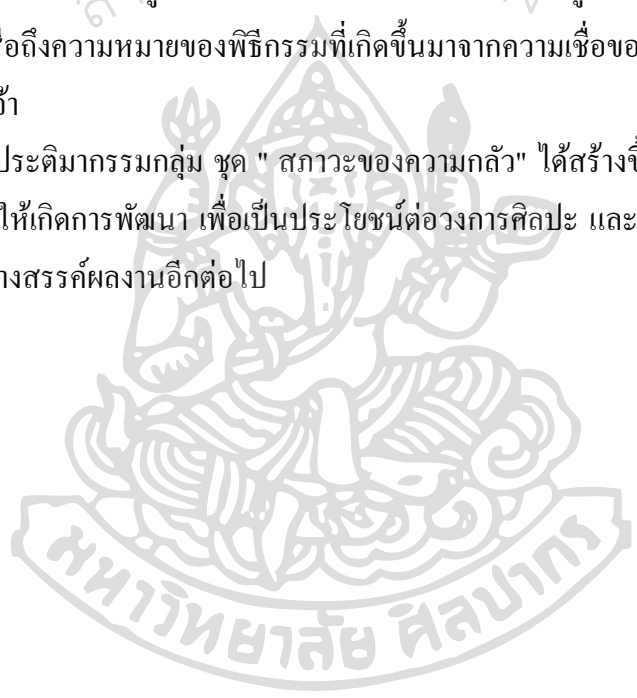 ถึงความหมายของพิธีกรรมที่เกิดขึ้นมาจากความเชื่อขอ
ประติมากรรมกลุ่ม ชุด " สภาวะของความกลัว" ได้สร้างขึ้
ให้เกิดการพัฒนา เพื่อเป็นประโยชน์ต่อวงการศิลปะ และ
างสรรค์ผลงานอีกต่อไป
มหาวิทยาลัย ศิลปากร